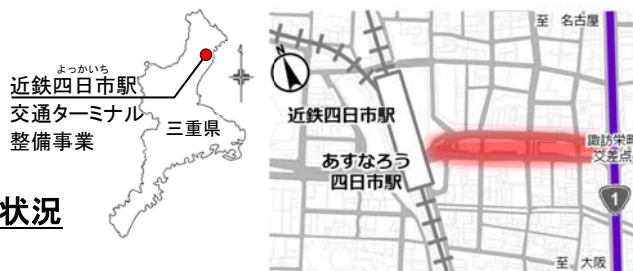 よっかいち
近鉄四日市駅
交通ターミナル
整備事業
三重県
状況
至 名古屋
N
近鉄四日市駅
あすなろう
四日市駅
諏訪栄町
交差点
1
至 大阪